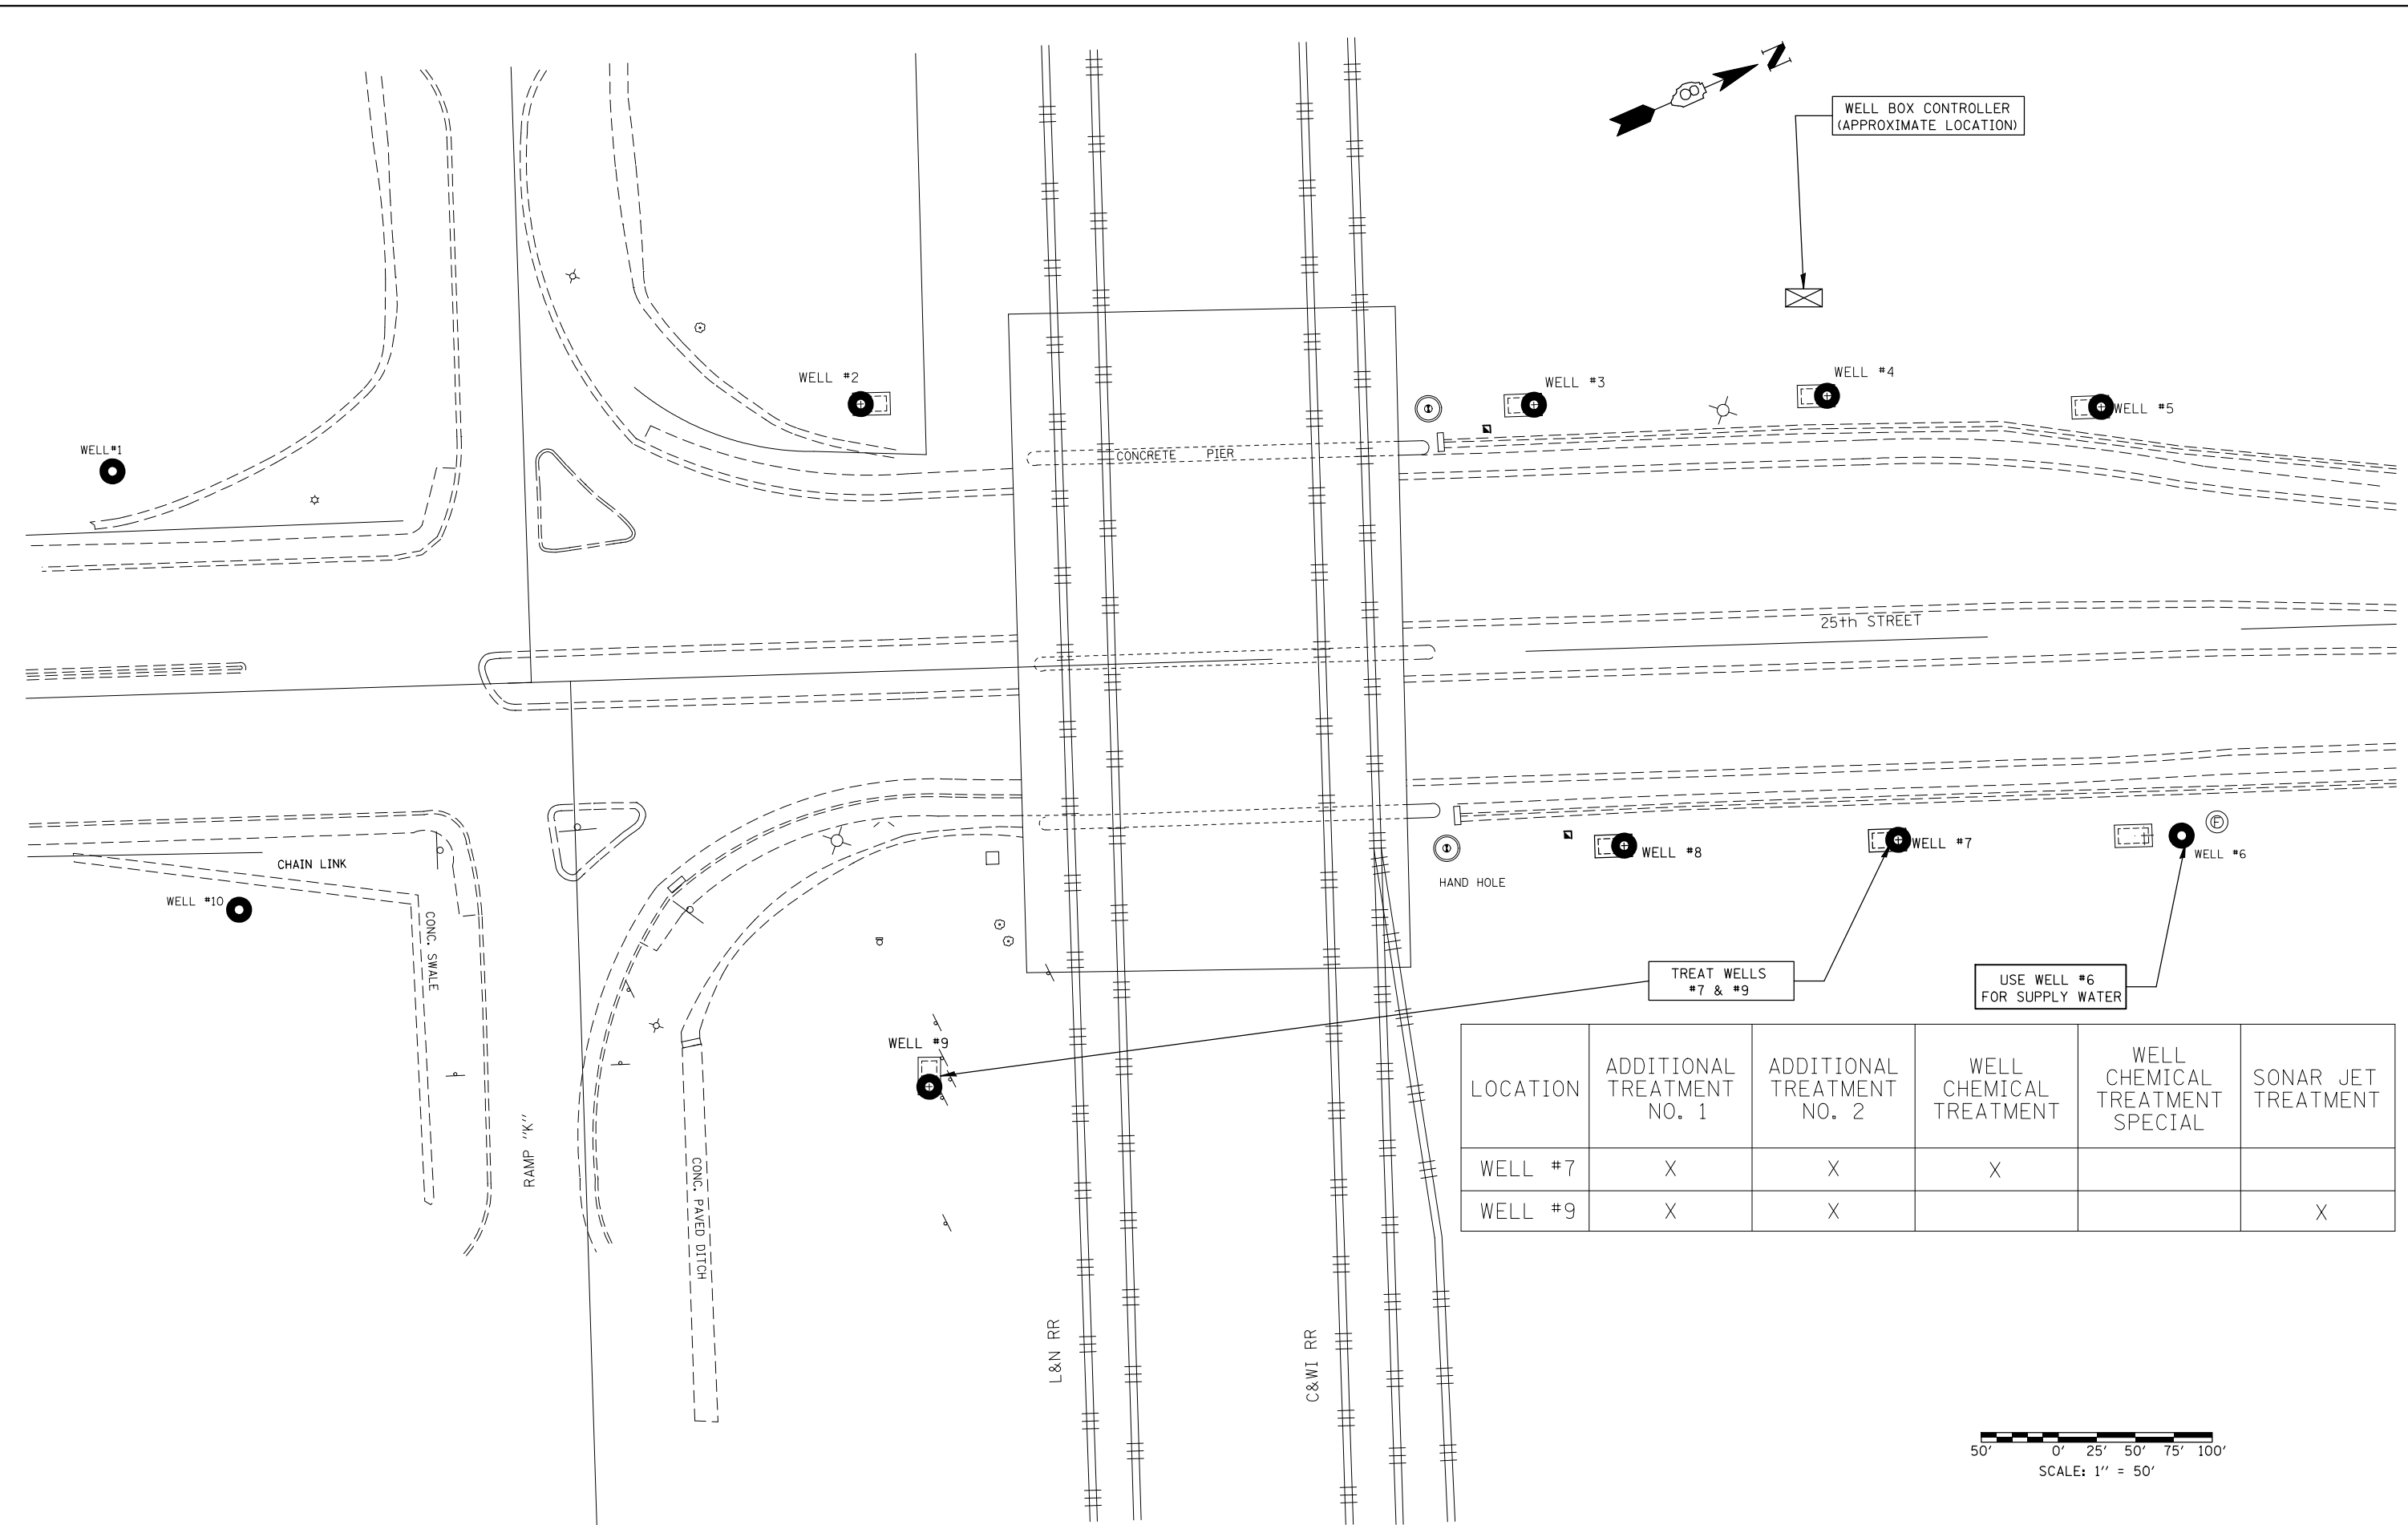 N
WELL BOX CONTROLLER
(APPROXIMATE LOCATION)
WELL #2
WELL #3
WELL #4
WELL #5
WELL#1
CONCRETE PIER
25th STREET
CHAIN LINK
WELL #10
CONC. SWALE
HAND HOLE
WELL #8
WELL #7
WELL #6
E
TREAT WELLS
#7 & #9
USE WELL #6
FOR SUPPLY WATER
WELL #9
RAMP "K"
CONC. PAVED DITCH
L&N RR
C&WI RR
LOCATION
ADDITIONAL
TREATMENT
NO. 1
ADDITIONAL
TREATMENT
NO. 2
WELL
CHEMICAL
TREATMENT
WELL
CHEMICAL
TREATMENT
SPECIAL
SONAR JET
TREATMENT
WELL #7 X X X
WELL #9 X X X
50' 0' 25' 50' 75' 100'
SCALE: 1" = 50'